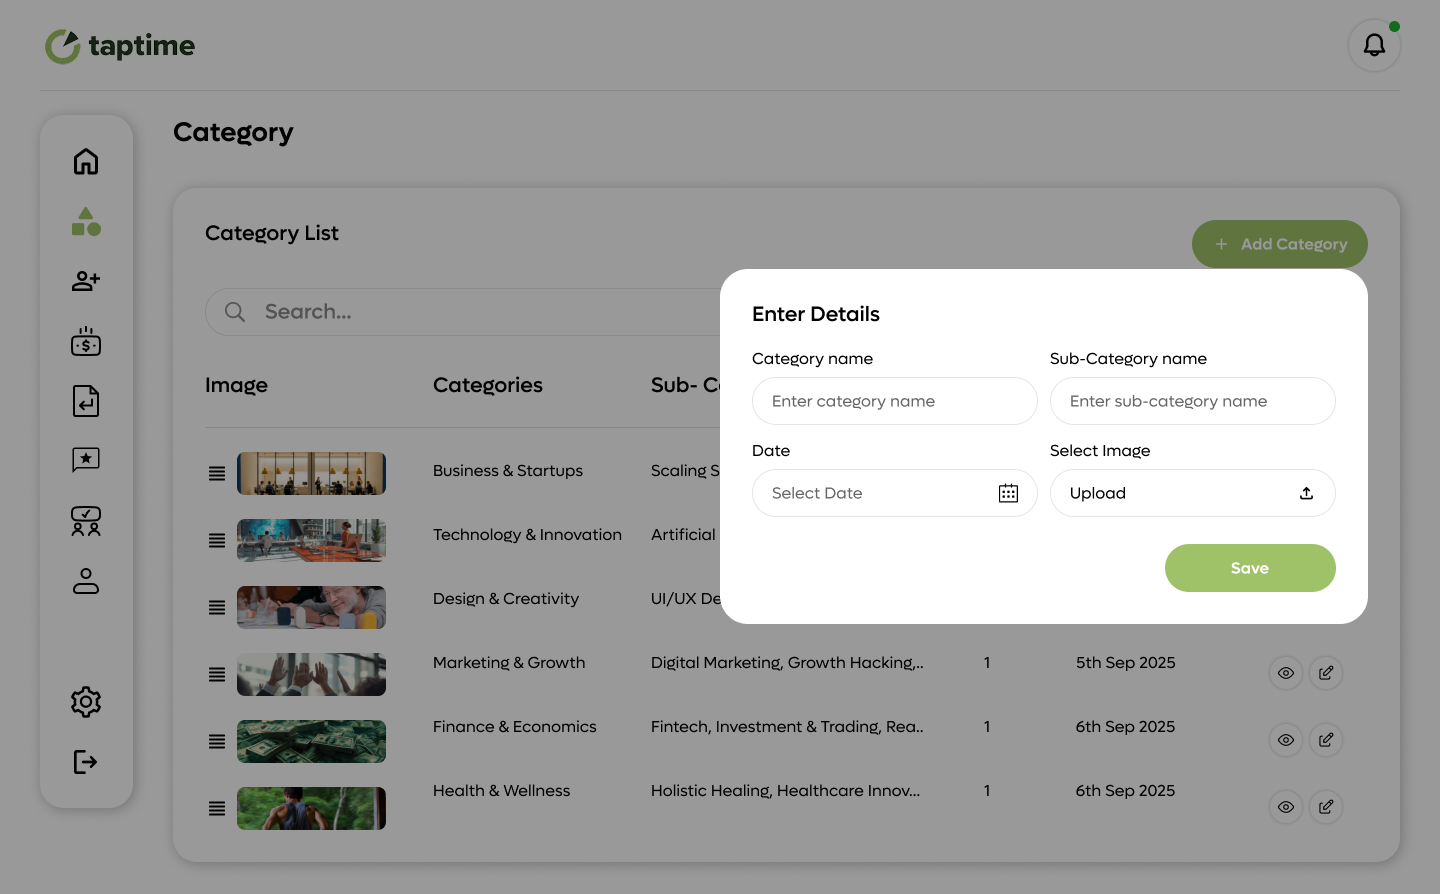 taptime
Category
Category List
+ Add Category
Search...
Enter Details
Category name
Sub-Category name
Enter category name
Enter sub-category name
Date
Select Image
Select Date
Upload
Save
Image
Categories
Sub- C
Business & Startups
Scaling S
Technology & Innovation
Artificial
Design & Creativity
UI/UX De
Marketing & Growth
Digital Marketing, Growth Hacking,..
1
5th Sep 2025
Finance & Economics
Fintech, Investment & Trading, Rea..
1
6th Sep 2025
Health & Wellness
Holistic Healing, Healthcare Innov...
1
6th Sep 2025